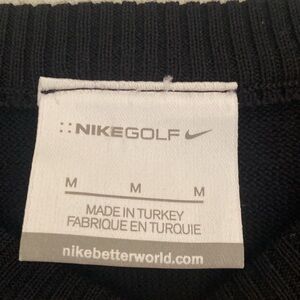 NIKEGOLF
M M M
MADE IN TURKEY
FABRIQUE EN TURQUIE
nikebetterworld.com